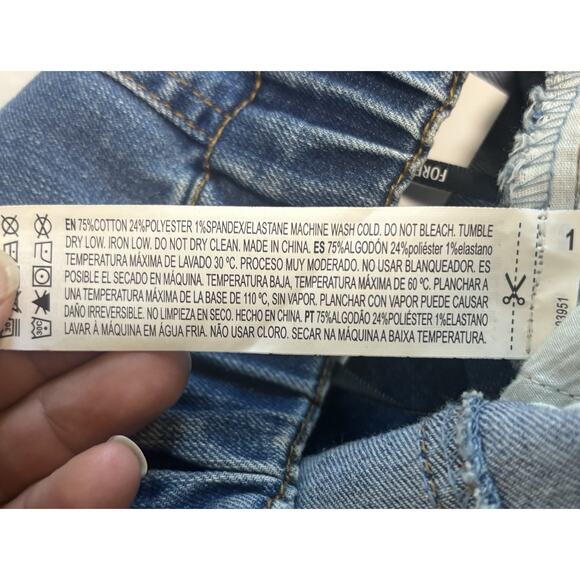 FORE
EN 75%COTTON 24%POLYESTER 1%SPANDEX/ELASTANE MACHINE WASH COLD. DO NOT BLEACH. TUMBLE
DRY LOW. IRON LOW. DO NOT DRY CLEAN. MADE IN CHINA. ES 75%ALGODÓN 24%poliéster 1%elastano
TEMPERATURA MÁXIMA DE LAVADO 30 ºC. PROCESO MUY MODERADO. NO USAR BLANQUEADOR. ES
POSIBLE EL SECADO EN MÁQUINA. TEMPERATURA BAJA, TEMPERATURA MÁXIMA DE 60 ºC. PLANCHAR A
UNA TEMPERATURA MÁXIMA DE LA BASE DE 110 ºC, SIN VAPOR. PLANCHAR CON VAPOR PUEDE CAUSAR
DAÑO IRREVERSIBLE. NO LIMPIEZA EN SECO. HECHO EN CHINA. PT 75%ALGODÃO 24%POLIÉSTER 1%ELASTANO
LAVAR À MÁQUINA EM ÁGUA FRIA. NÃO USAR CLORO. SECAR NA MÁQUINA A BAIXA TEMPERATURA.
1
93951